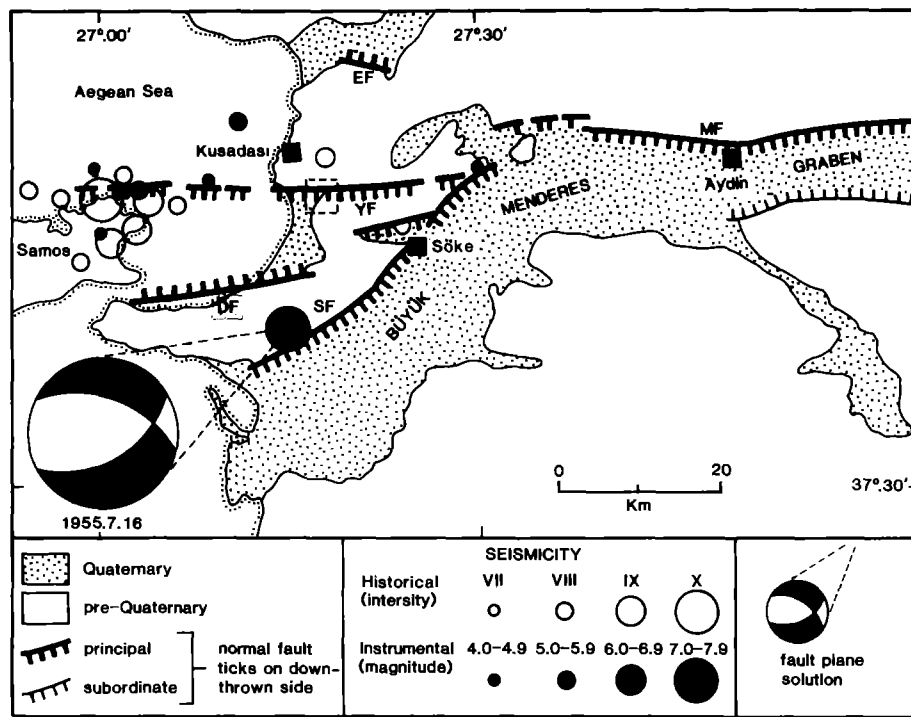 27°.00'
27°.30'
Aegean Sea
EF
Kusadası
MF
Aydin
GRABEN
MENDERES
YF
Samos
Söke
DF
SF
BÜYÜK
0 20
Km
37°.30'
1955.7.16
Quaternary
pre-Quaternary
principal
subordinate
normal fault
ticks on down-
thrown side
SEISMICITY
Historical
(intersity)
VII VIII IX X
Instrumental
(magnitude)
4.0–4.9 5.0–5.9 6.0–6.9 7.0–7.9
fault plane
solution